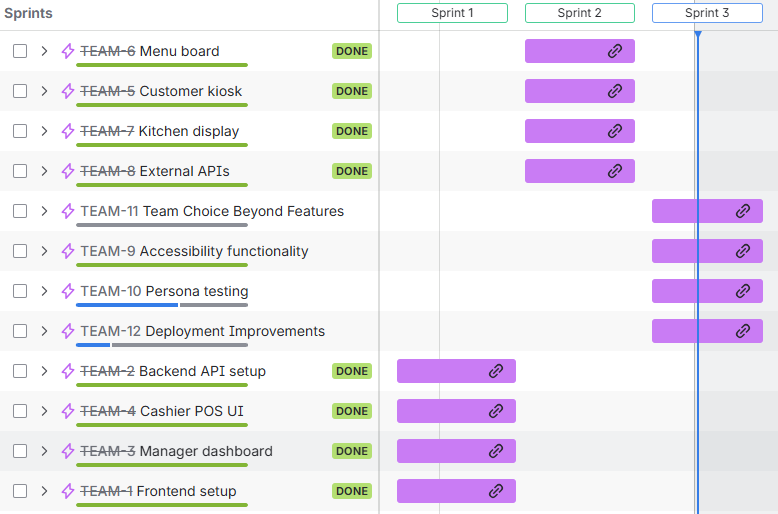 Sprints Sprint 1 Sprint 2 Sprint 3
TEAM-6 Menu board DONE
TEAM-5 Customer kiosk DONE
TEAM-7 Kitchen display DONE
TEAM-8 External APIs DONE
TEAM-11 Team Choice Beyond Features
TEAM-9 Accessibility functionality
TEAM-10 Persona testing
TEAM-12 Deployment Improvements
TEAM-2 Backend API setup DONE
TEAM-4 Cashier POS UI DONE
TEAM-3 Manager dashboard DONE
TEAM-1 Frontend setup DONE